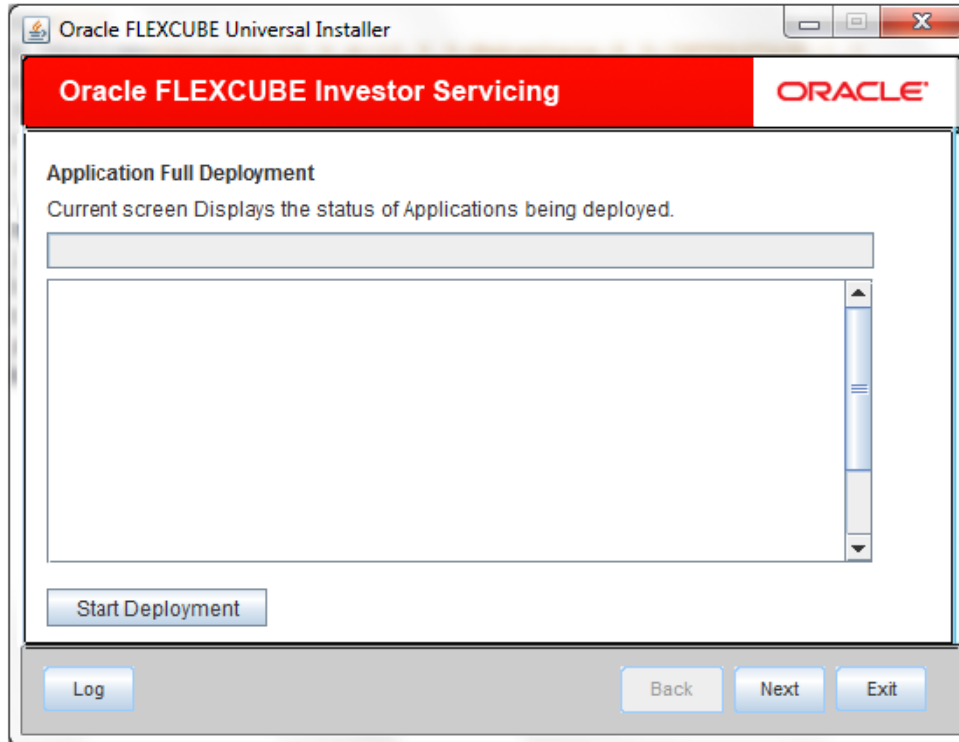 Oracle FLEXCUBE Universal Installer
Oracle FLEXCUBE Investor Servicing
ORACLE
Application Full Deployment
Current screen Displays the status of Applications being deployed.
Start Deployment
Log
Back
Next
Exit